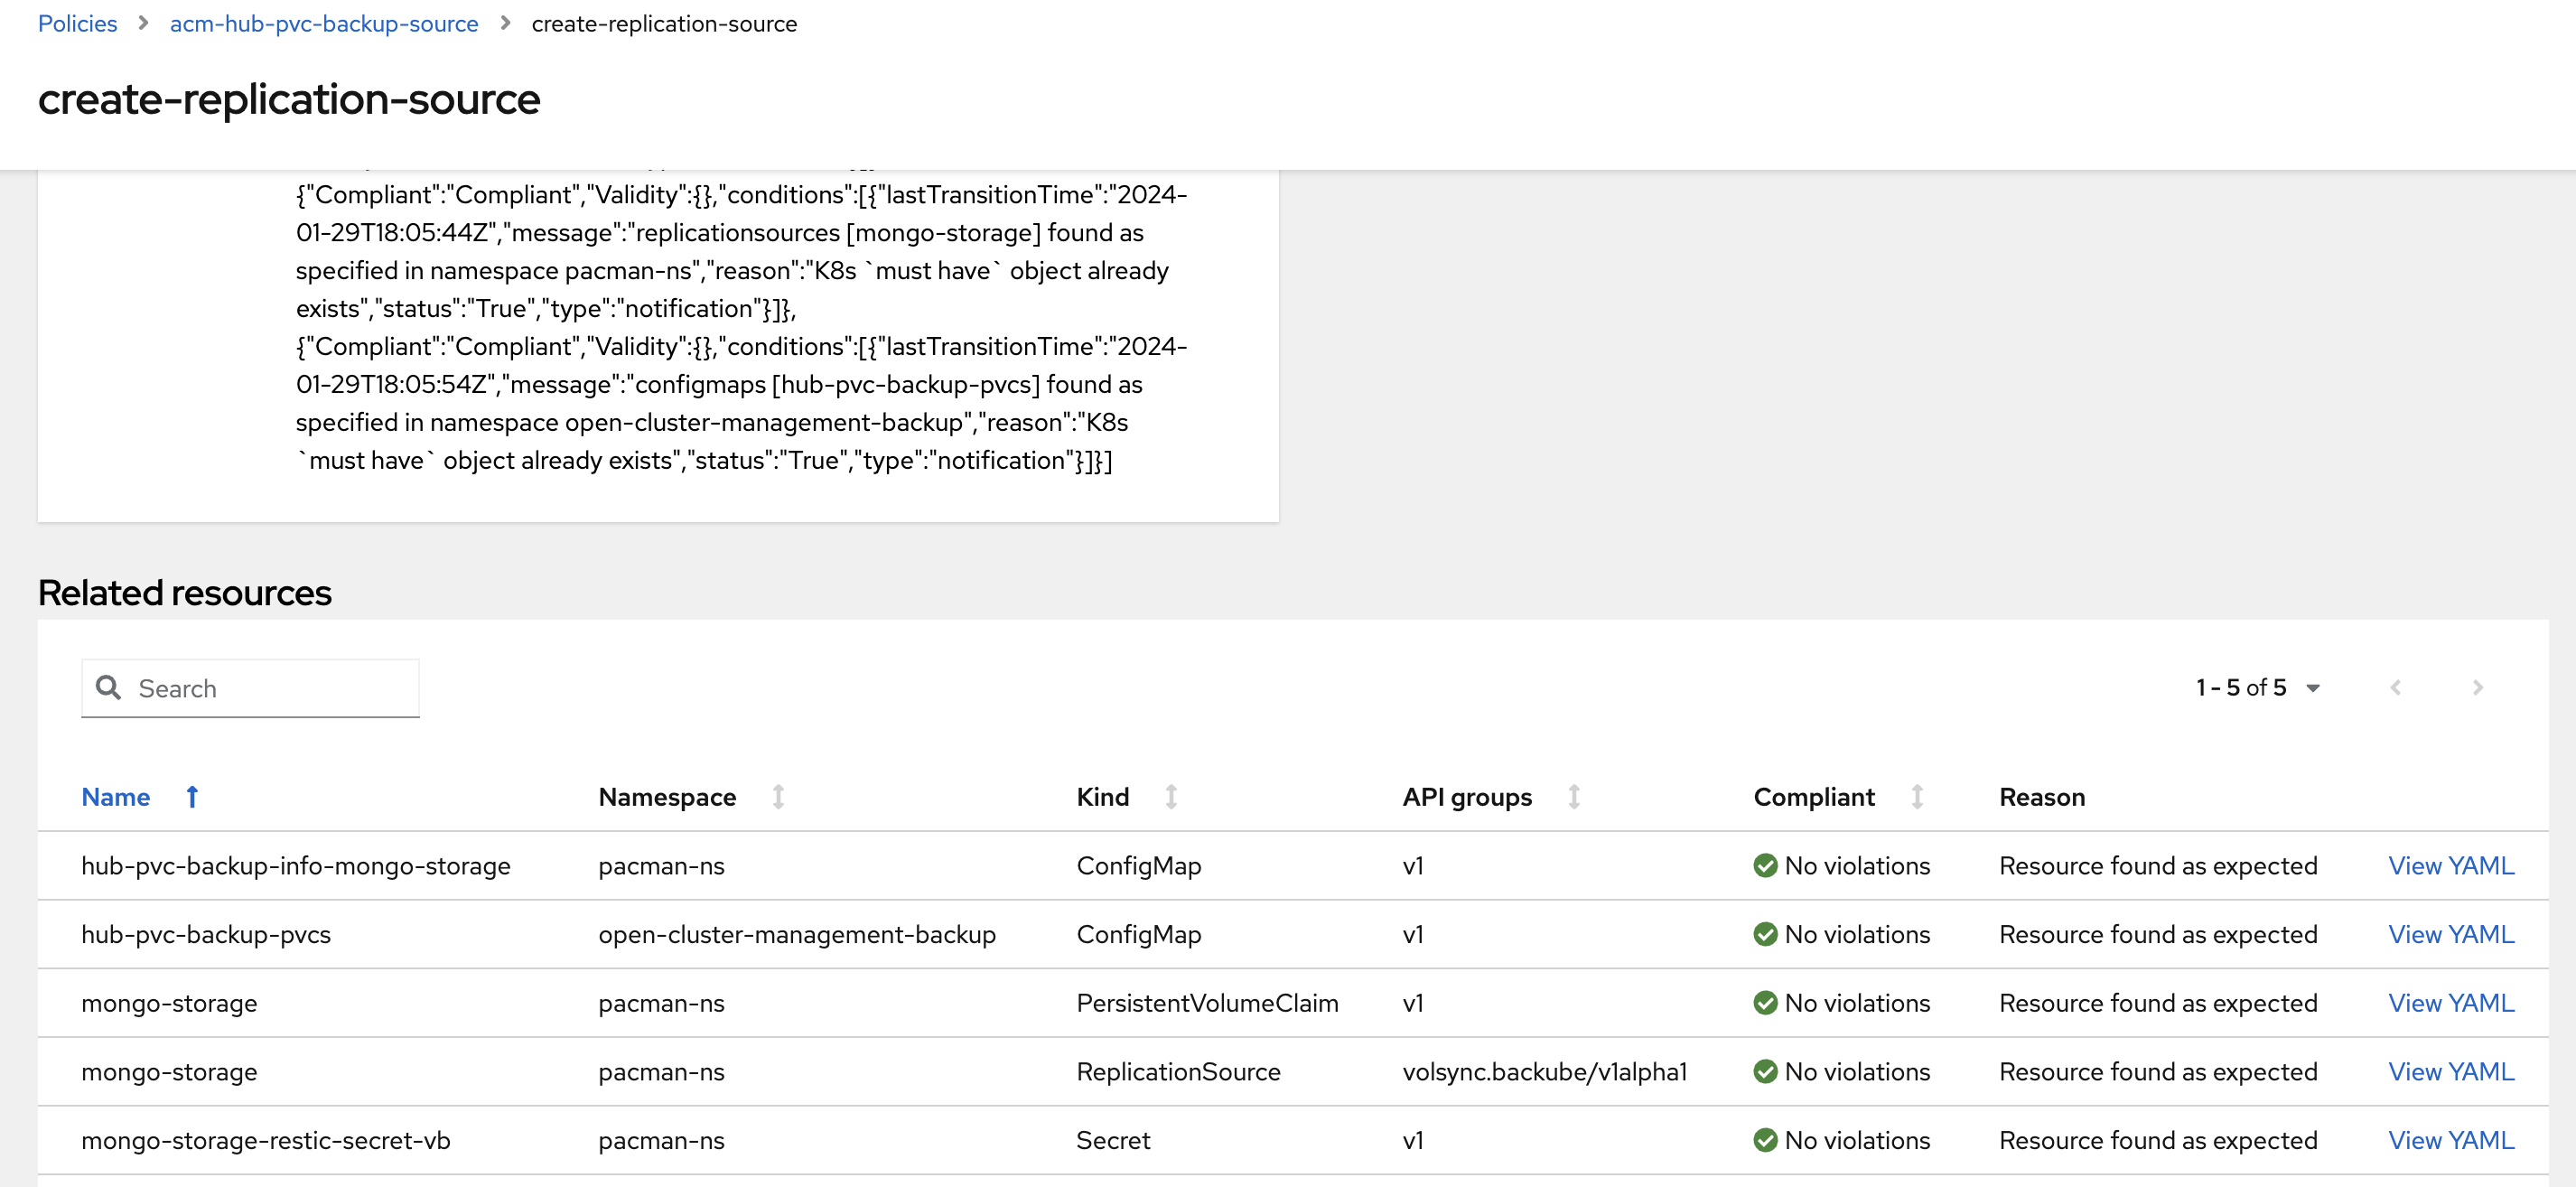 Policies > acm-hub-pvc-backup-source > create-replication-source
create-replication-source
{"Compliant":"Compliant","Validity":{},"conditions":[{"lastTransitionTime":"2024-
01-29T18:05:44Z","message":"replicationsources [mongo-storage] found as
specified in namespace pacman-ns","reason":"K8s `must have` object already
exists","status":"True","type":"notification"}]},
{"Compliant":"Compliant","Validity":{},"conditions":[{"lastTransitionTime":"2024-
01-29T18:05:54Z","message":"configmaps [hub-pvc-backup-pvcs] found as
specified in namespace open-cluster-management-backup","reason":"K8s
`must have` object already exists","status":"True","type":"notification"}]}]
Related resources
Search 1 - 5 of 5
Name Namespace Kind API groups Compliant Reason
hub-pvc-backup-info-mongo-storage pacman-ns ConfigMap v1 No violations Resource found as expected View YAML
hub-pvc-backup-pvcs open-cluster-management-backup ConfigMap v1 No violations Resource found as expected View YAML
mongo-storage pacman-ns PersistentVolumeClaim v1 No violations Resource found as expected View YAML
mongo-storage pacman-ns ReplicationSource volsync.backube/v1alpha1 No violations Resource found as expected View YAML
mongo-storage-restic-secret-vb pacman-ns Secret v1 No violations Resource found as expected View YAML